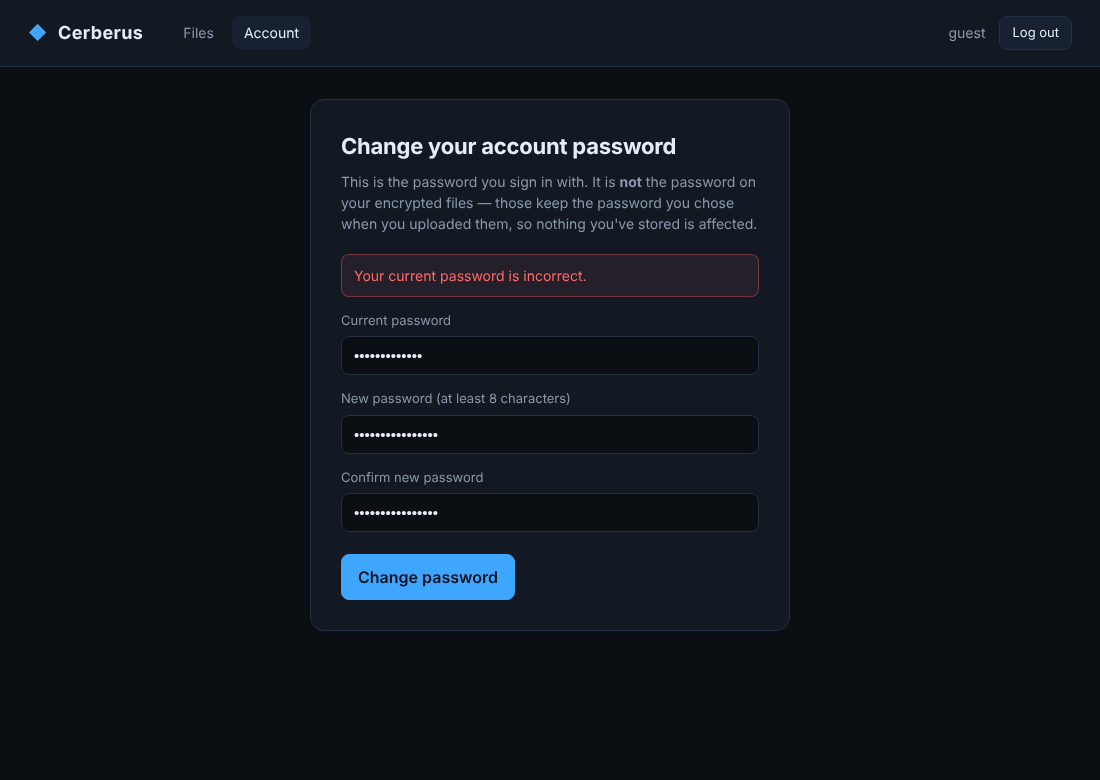 Cerberus
Files
Account
guest
Log out
Change your account password
This is the password you sign in with. It is not the password on
your encrypted files — those keep the password you chose
when you uploaded them, so nothing you've stored is affected.
Your current password is incorrect.
Current password
•••••••••••••
New password (at least 8 characters)
••••••••••••••••
Confirm new password
••••••••••••••••
Change password